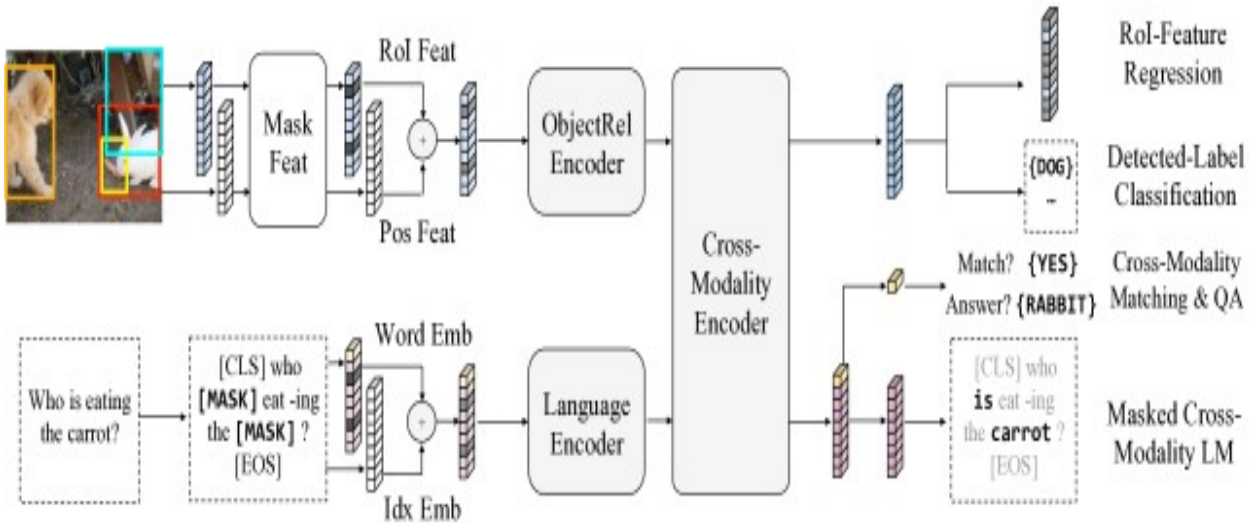 RoI Feat
Mask
Feat
Pos Feat
ObjectRel
Encoder
RoI-Feature
Regression
{DOG}
...
Detected-Label
Classification
Cross-
Modality
Encoder
Match? {YES}
Answer? {RABBIT}
Cross-Modality
Matching & QA
Who is eating
the carrot?
[CLS] who
[MASK] eat -ing
the [MASK] ?
[EOS]
Word Emb
Idx Emb
Language
Encoder
[CLS] who
is eat -ing
the carrot ?
[EOS]
Masked Cross-
Modality LM